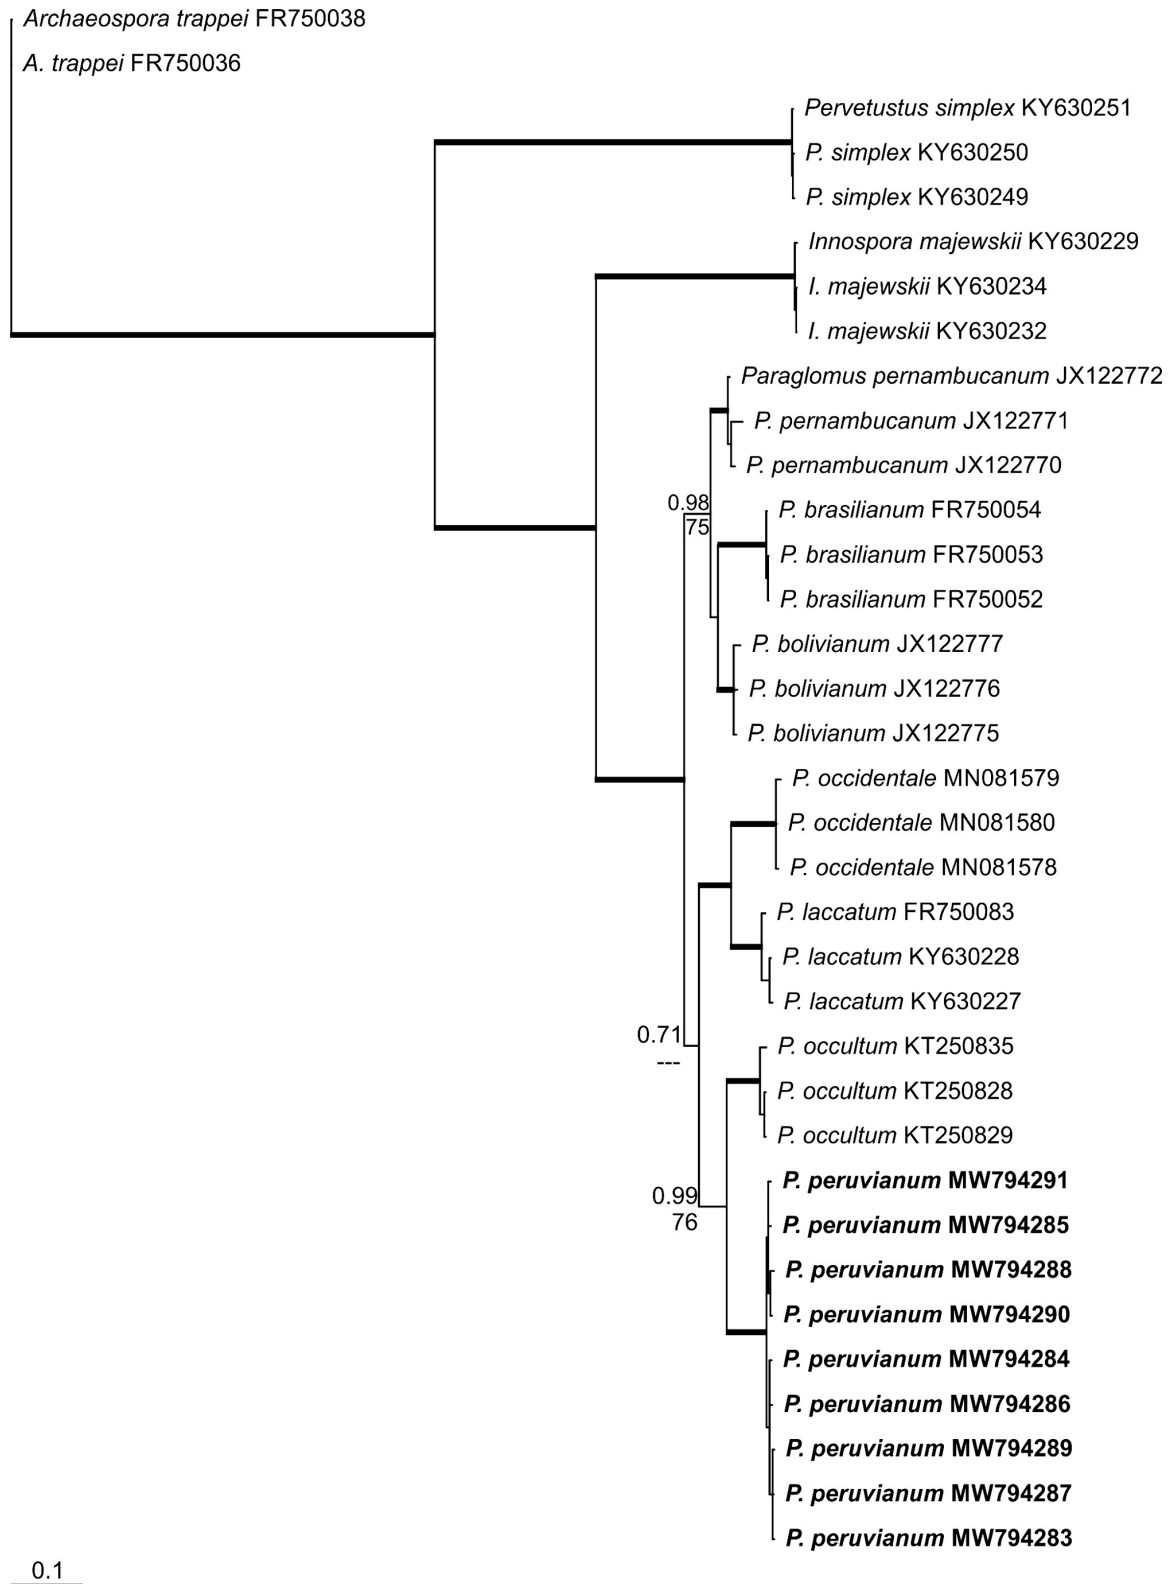 Archaeospora trappei FR750038
A. trappei FR750036
Pervetustus simplex KY630251
P. simplex KY630250
P. simplex KY630249
Innospora majewskii KY630229
I. majewskii KY630234
I. majewskii KY630232
Paraglomus pernambucanum JX122772
P. pernambucanum JX122771
P. pernambucanum JX122770
0.98
P. brasilianum FR750054
75
P. brasilianum FR750053
P. brasilianum FR750052
P. bolivianum JX122777
P. bolivianum JX122776
P. bolivianum JX122775
P. occidentale MN081579
P. occidentale MN081580
P. occidentale MN081578
P. laccatum FR750083
P. laccatum KY630228
P. laccatum KY630227
0.71
---
P. occultum KT250835
P. occultum KT250828
P. occultum KT250829
P. peruvianum MW794291
0.99
76
P. peruvianum MW794285
P. peruvianum MW794288
P. peruvianum MW794290
P. peruvianum MW794284
P. peruvianum MW794286
P. peruvianum MW794289
P. peruvianum MW794287
P. peruvianum MW794283
0.1